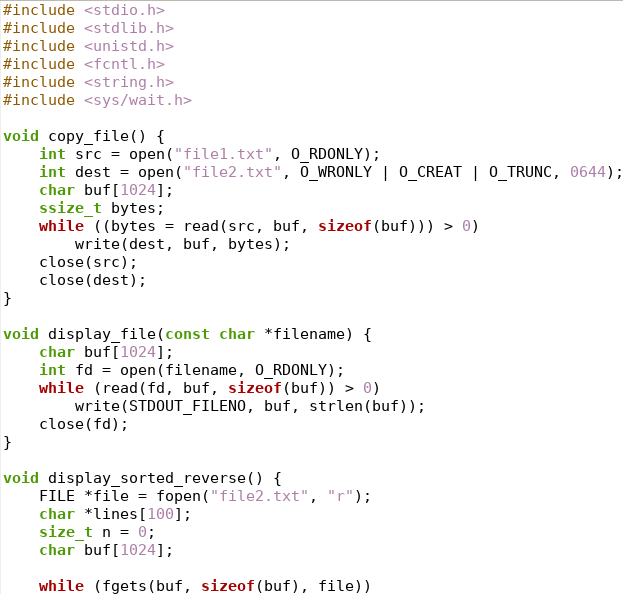 #include <stdio.h>
#include <stdlib.h>
#include <unistd.h>
#include <fcntl.h>
#include <string.h>
#include <sys/wait.h>

void copy_file() {
    int src = open("file1.txt", O_RDONLY);
    int dest = open("file2.txt", O_WRONLY | O_CREAT | O_TRUNC, 0644);
    char buf[1024];
    ssize_t bytes;
    while ((bytes = read(src, buf, sizeof(buf))) > 0)
        write(dest, buf, bytes);
    close(src);
    close(dest);
}

void display_file(const char *filename) {
    char buf[1024];
    int fd = open(filename, O_RDONLY);
    while (read(fd, buf, sizeof(buf)) > 0)
        write(STDOUT_FILENO, buf, strlen(buf));
    close(fd);
}

void display_sorted_reverse() {
    FILE *file = fopen("file2.txt", "r");
    char *lines[100];
    size_t n = 0;
    char buf[1024];

    while (fgets(buf, sizeof(buf), file))